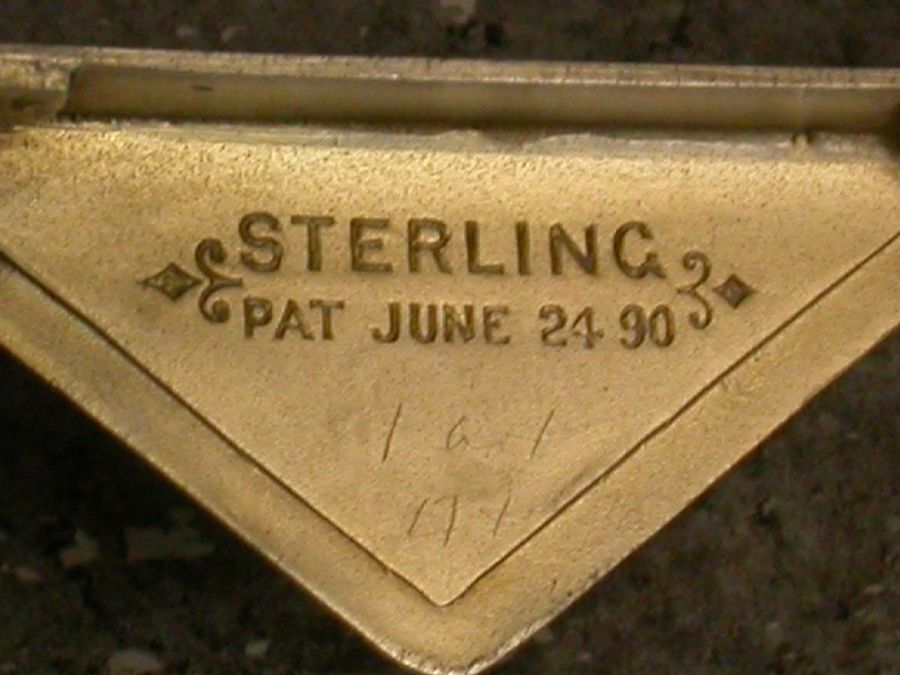 STERLING
PAT JUNE 24 90